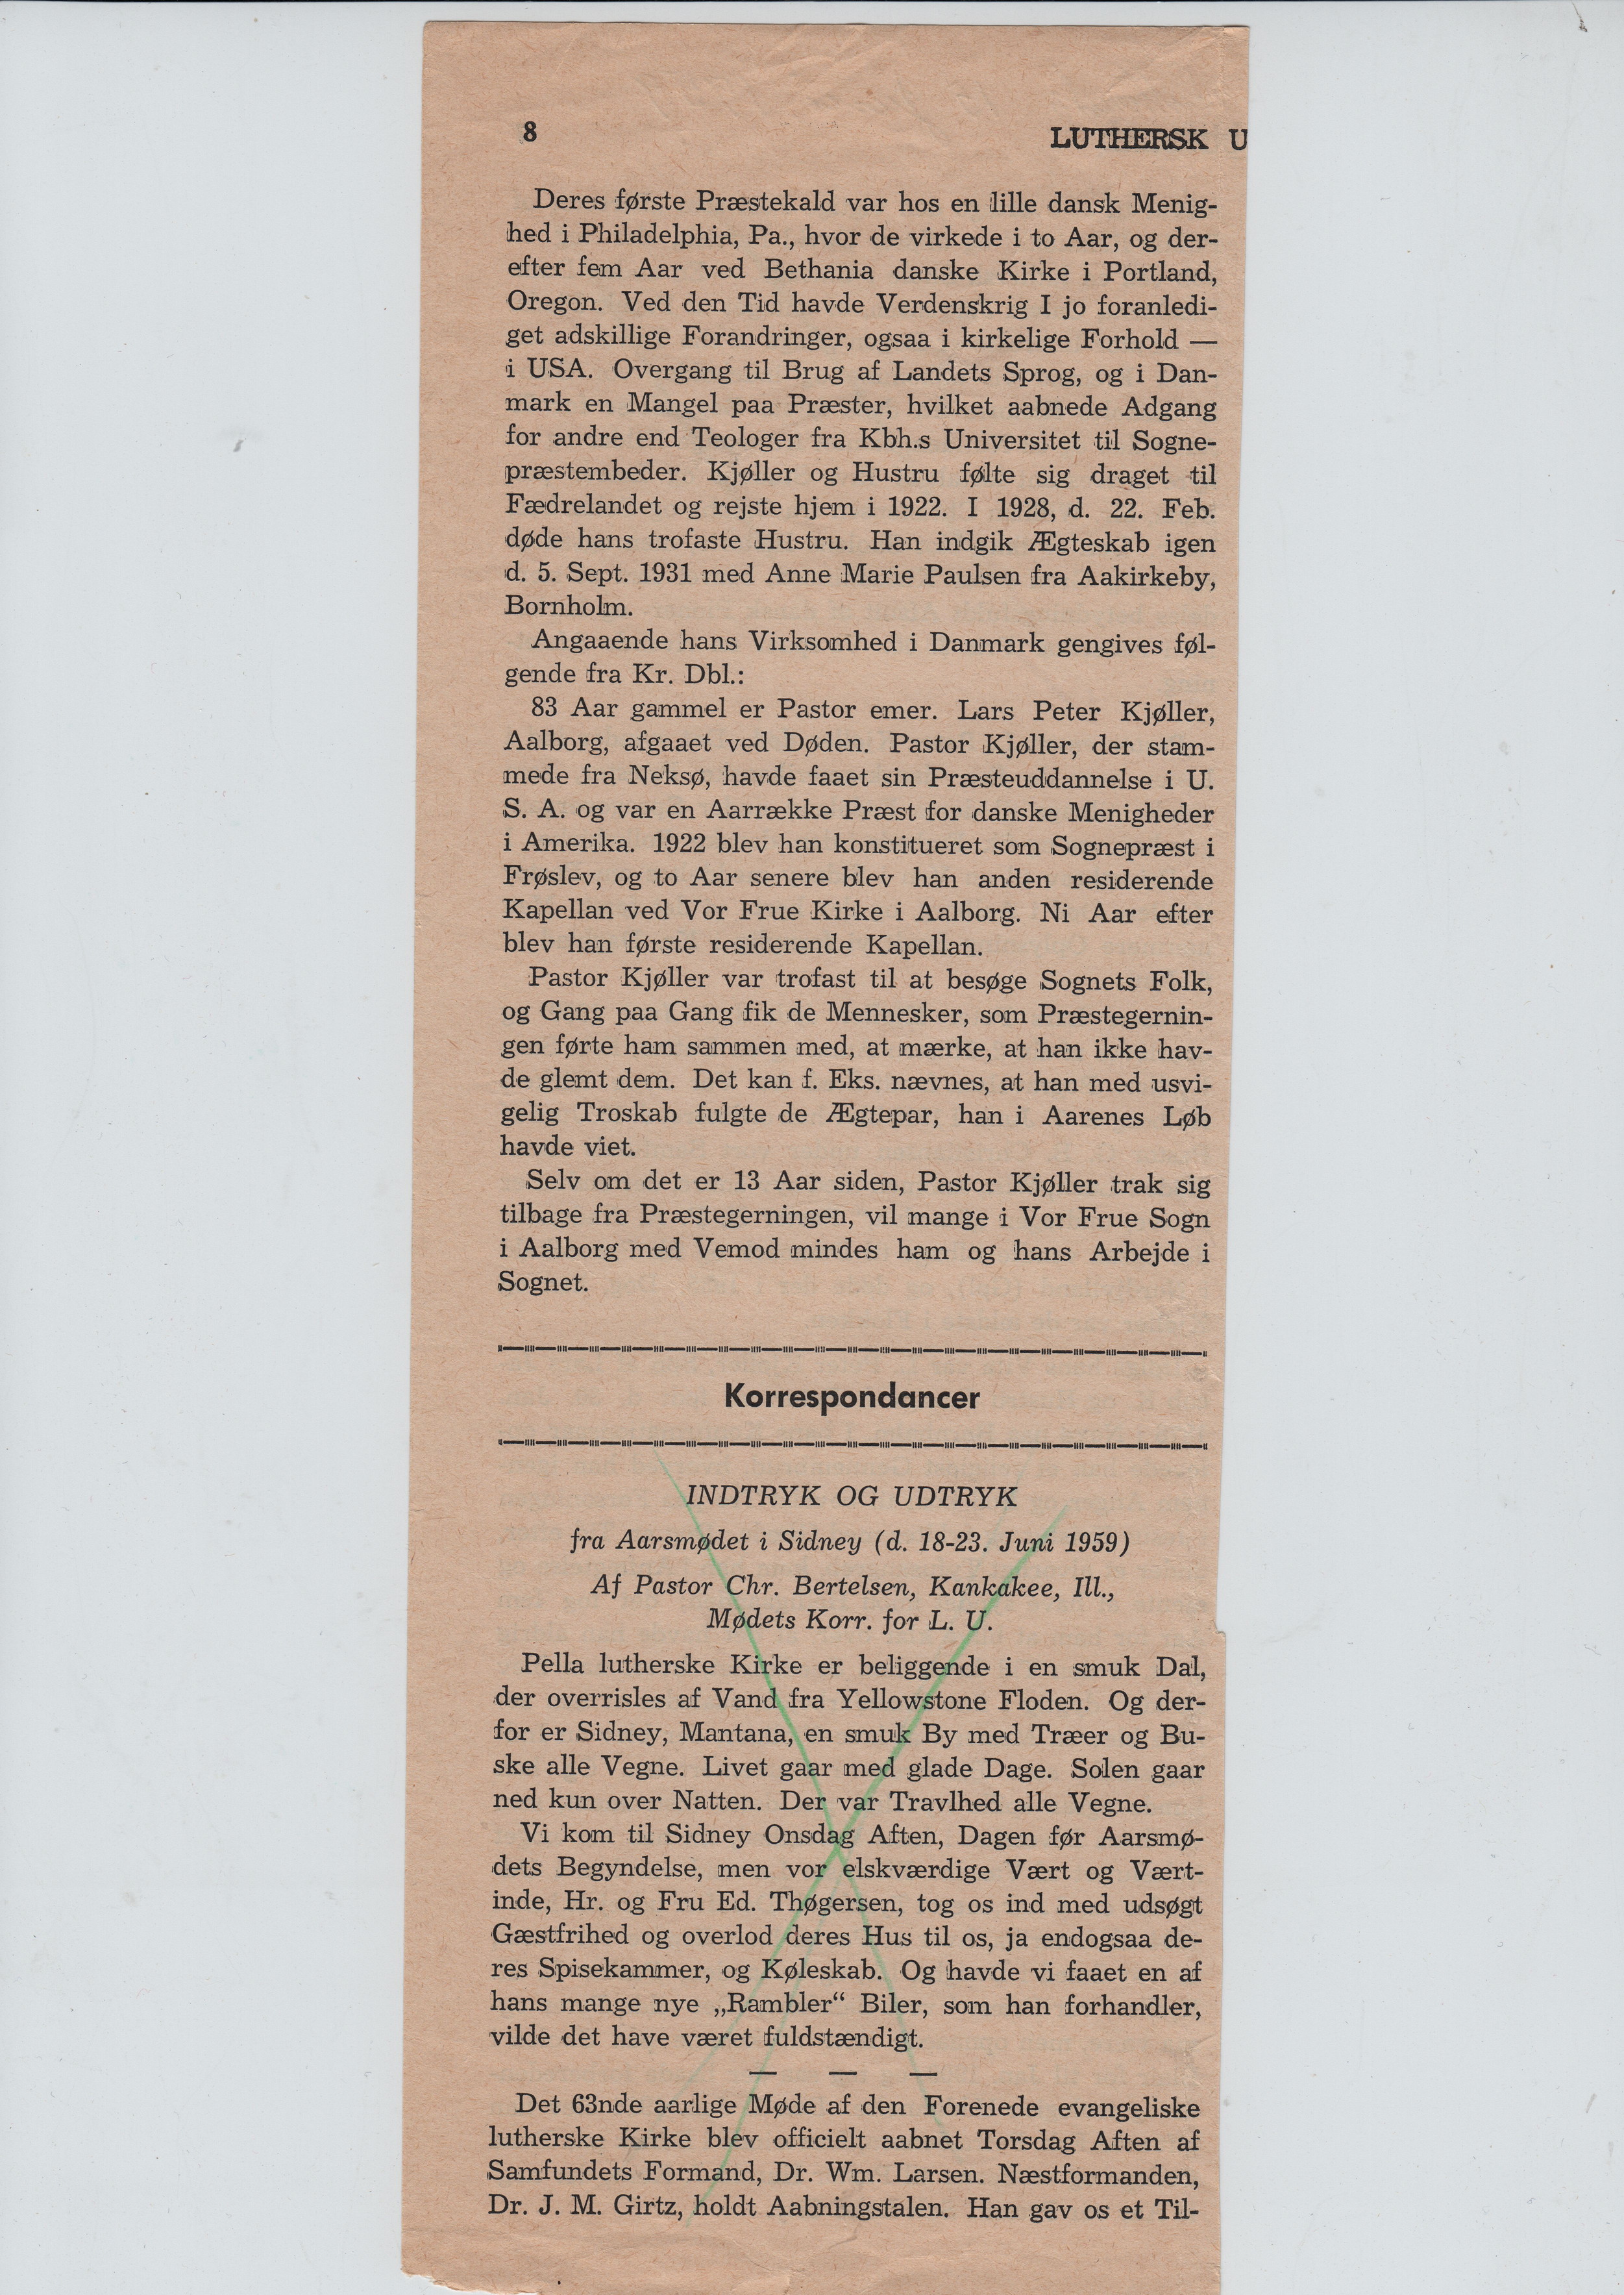 8
LUTHERSK U
Deres første Præstekald var hos en lille dansk Menig-
hed i Philadelphia, Pa., hvor de virkede i to Aar, og der-
efter fem Aar ved Bethania danske Kirke i Portland,
Oregon. Ved den Tid havde Verdenskrig I jo foranledi-
get adskillige Forandringer, ogsaa i kirkelige Forhold —
i USA. Overgang til Brug af Landets Sprog, og i Dan-
mark en Mangel paa Præster, hvilket aabnede Adgang
for andre end Teologer fra Kbh.s Universitet til Sogne-
præstembeder. Kjøller og Hustru følte sig draget til
Fædrelandet og rejste hjem i 1922. I 1928, d. 22. Feb.
døde hans trofaste Hustru. Han indgik Ægteskab igen
d. 5. Sept. 1931 med Anne Marie Paulsen fra Aakirkeby,
Bornholm.
Angaaende hans Virksomhed i Danmark gengives føl-
gende fra Kr. Dbl.:
83 Aar gammel er Pastor emer. Lars Peter Kjøller,
Aalborg, afgaaet ved Døden. Pastor Kjøller, der stam-
mede fra Neksø, havde faaet sin Præsteuddannelse i U.
S. A. og var en Aarrække Præst for danske Menigheder
i Amerika. 1922 blev han konstitueret som Sognepræst i
Frøslev, og to Aar senere blev han anden residerende
Kapellan ved Vor Frue Kirke i Aalborg. Ni Aar efter
blev han første residerende Kapellan.
Pastor Kjøller var trofast til at besøge Sognets Folk,
og Gang paa Gang fik de Mennesker, som Præstegernin-
gen førte ham sammen med, at mærke, at han ikke hav-
de glemt dem. Det kan f. Eks. nævnes, at han med usvi-
gelig Troskab fulgte de Ægtepar, han i Aarenes Løb
havde viet.
Selv om det er 13 Aar siden, Pastor Kjøller trak sig
tilbage fra Præstegerningen, vil mange i Vor Frue Sogn
i Aalborg med Vemod mindes ham og hans Arbejde i
Sognet.
Korrespondancer
INDTRYK OG UDTRYK
fra Aarsmødet i Sidney (d. 18-23. Juni 1959)
Af Pastor Chr. Bertelsen, Kankakee, Ill.,
Mødets Korr. for L. U.
Pella lutherske Kirke er beliggende i en smuk Dal,
der overrisles af Vand fra Yellowstone Floden. Og der-
for er Sidney, Mantana, en smuk By med Træer og Bu-
ske alle Vegne. Livet gaar med glade Dage. Solen gaar
ned kun over Natten. Der var Travlhed alle Vegne.
Vi kom til Sidney Onsdag Aften, Dagen før Aarsmø-
dets Begyndelse, men vor elskværdige Vært og Vært-
inde, Hr. og Fru Ed. Thøgersen, tog os ind med udsøgt
Gæstfrihed og overlod deres Hus til os, ja endogsaa de-
res Spisekammer, og Køleskab. Og havde vi faaet en af
hans mange nye „Rambler“ Biler, som han forhandler,
vilde det have været fuldstændigt.
— — —
Det 63nde aarlige Møde af den Forenede evangeliske
lutherske Kirke blev officielt aabnet Torsdag Aften af
Samfundets Formand, Dr. Wm. Larsen. Næstformanden,
Dr. J. M. Girtz, holdt Aabningstalen. Han gav os et Til-